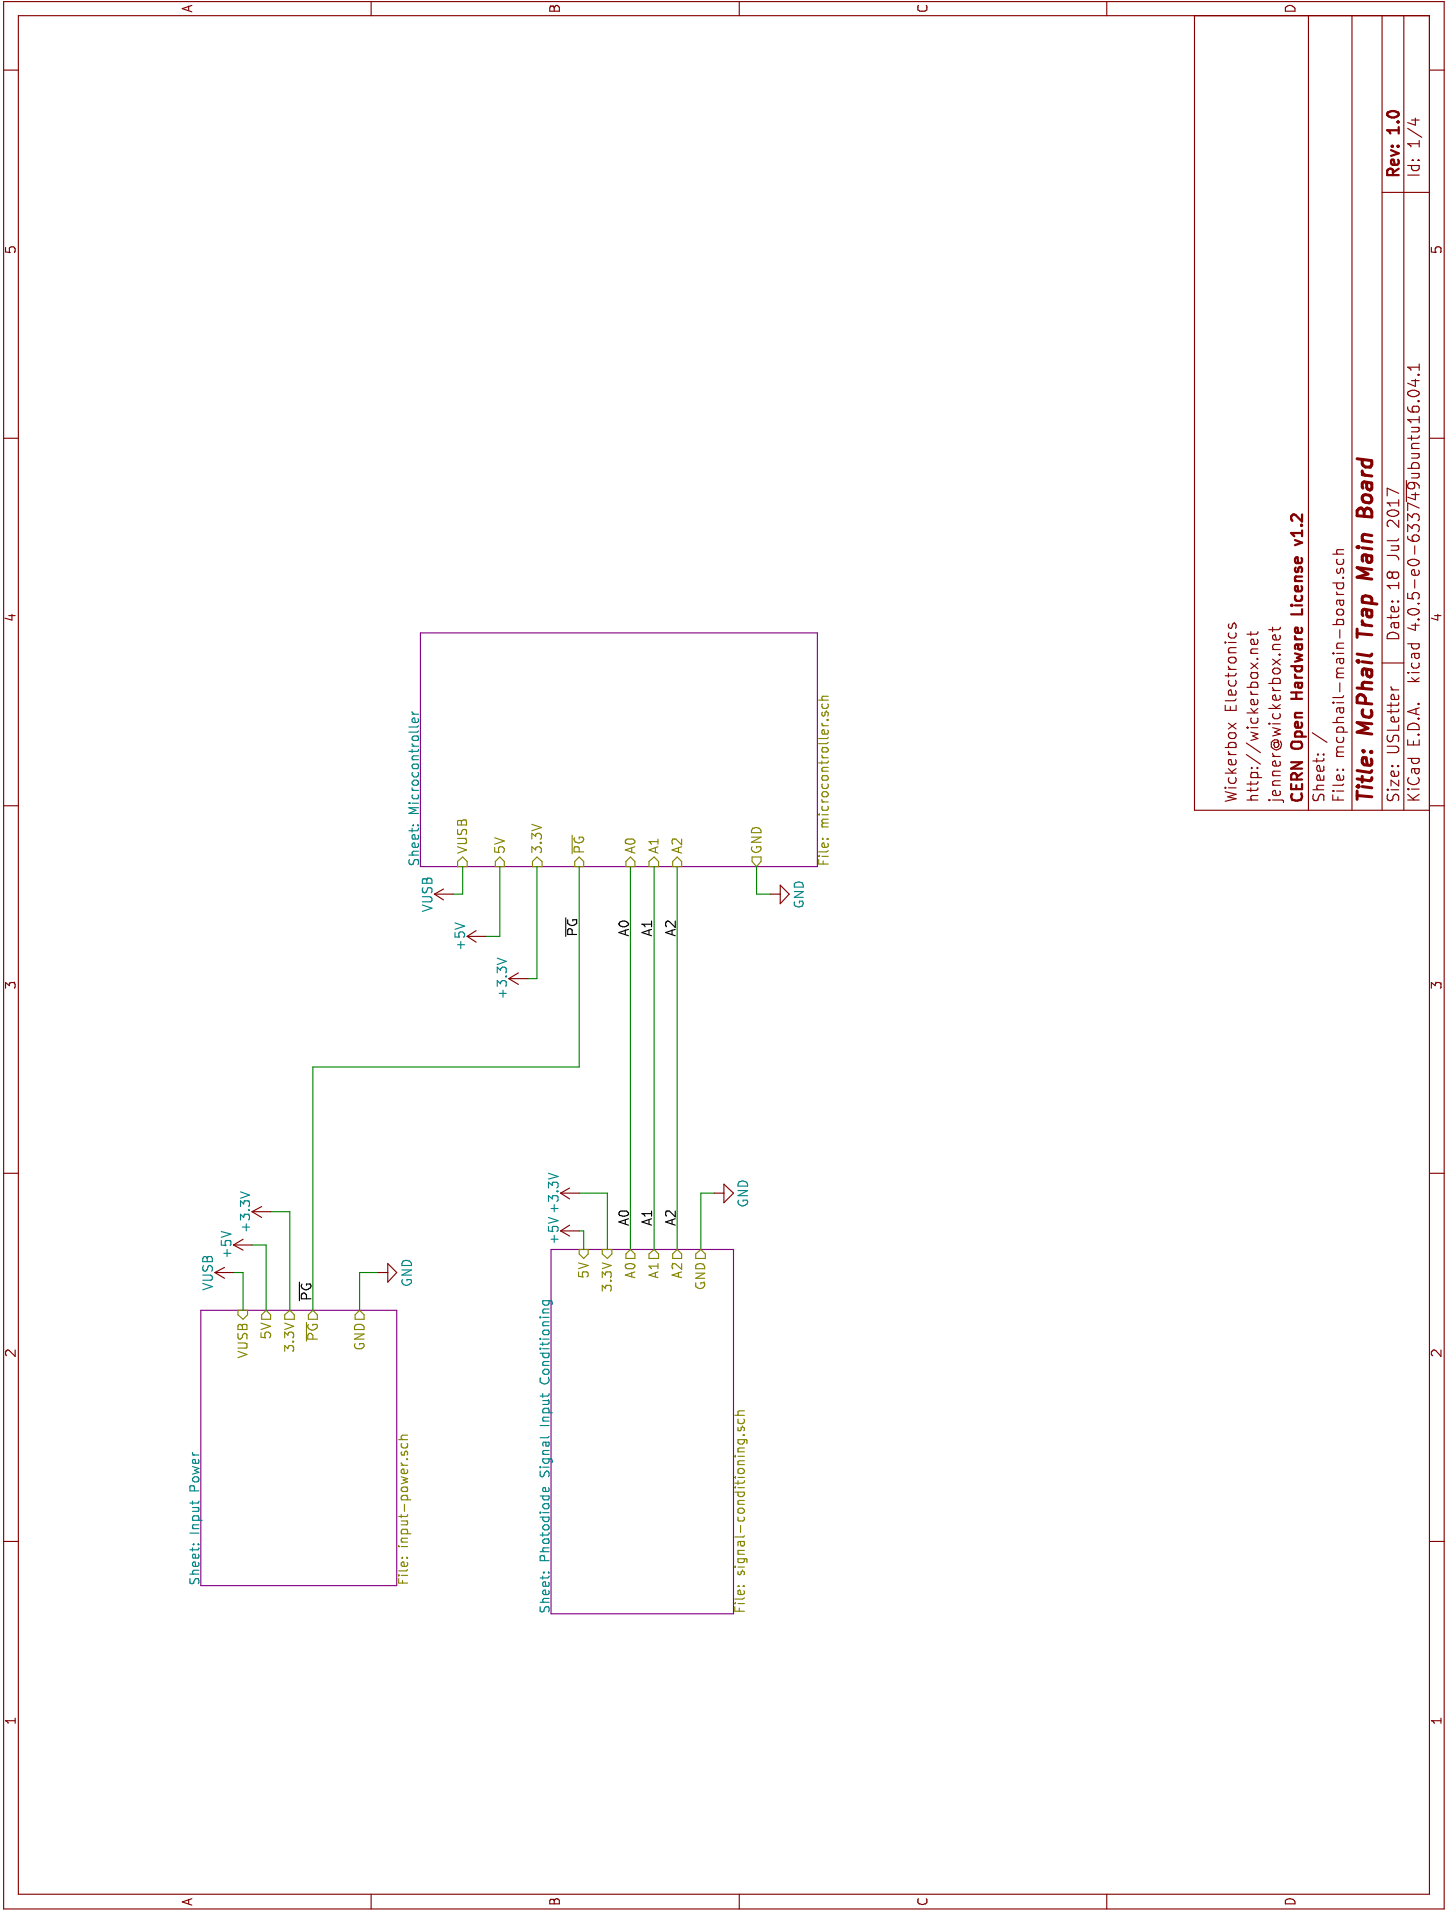 1
2
3
4
5
A
B
C
D
Sheet: Input Power
VUSB
5V
3.3V
PG
GND
File: input-power.sch
VUSB
+5V
+3.3V
PG
GND
Sheet: Photodiode Signal Input Conditioning
5V
3.3V
A0
A1
A2
GND
File: signal-conditioning.sch
+5V
+3.3V
A0
A1
A2
GND
Sheet: Microcontroller
VUSB
5V
3.3V
PG
A0
A1
A2
GND
File: microcontroller.sch
VUSB
+5V
+3.3V
PG
A0
A1
A2
GND
Wickerbox Electronics
http://wickerbox.net
jenner@wickerbox.net
CERN Open Hardware License v1.2
Sheet: /
File: mcphail-main-board.sch
Title: McPhail Trap Main Board
Size: USLetter Date: 18 Jul 2017 Rev: 1.0
KiCad E.D.A. kicad 4.0.5-e0-633749ubuntu16.04.1 Id: 1/4
A
B
C
D
1
2
3
4
5